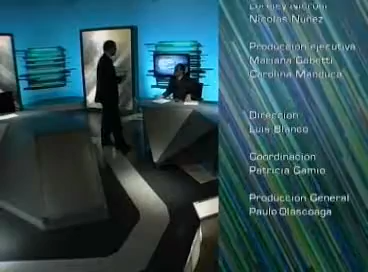 Nicolás Núñez
Producción ejecutiva
Mariana Gabetti
Carolina Manduca
Dirección
Luis Blanco
Coordinación
Patricia Camio
Producción General
Paulo Olascoaga